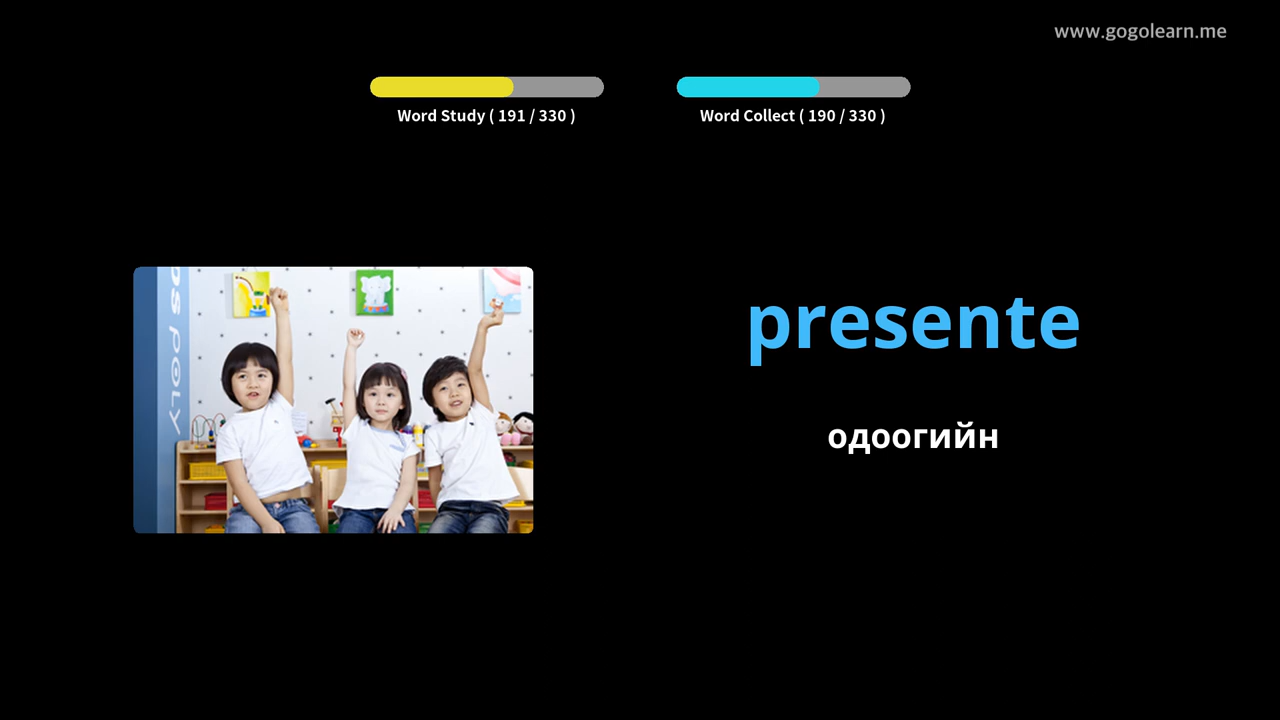 www.gogolearn.me
Word Study ( 191 / 330 )
Word Collect ( 190 / 330 )
presente
одоогийн